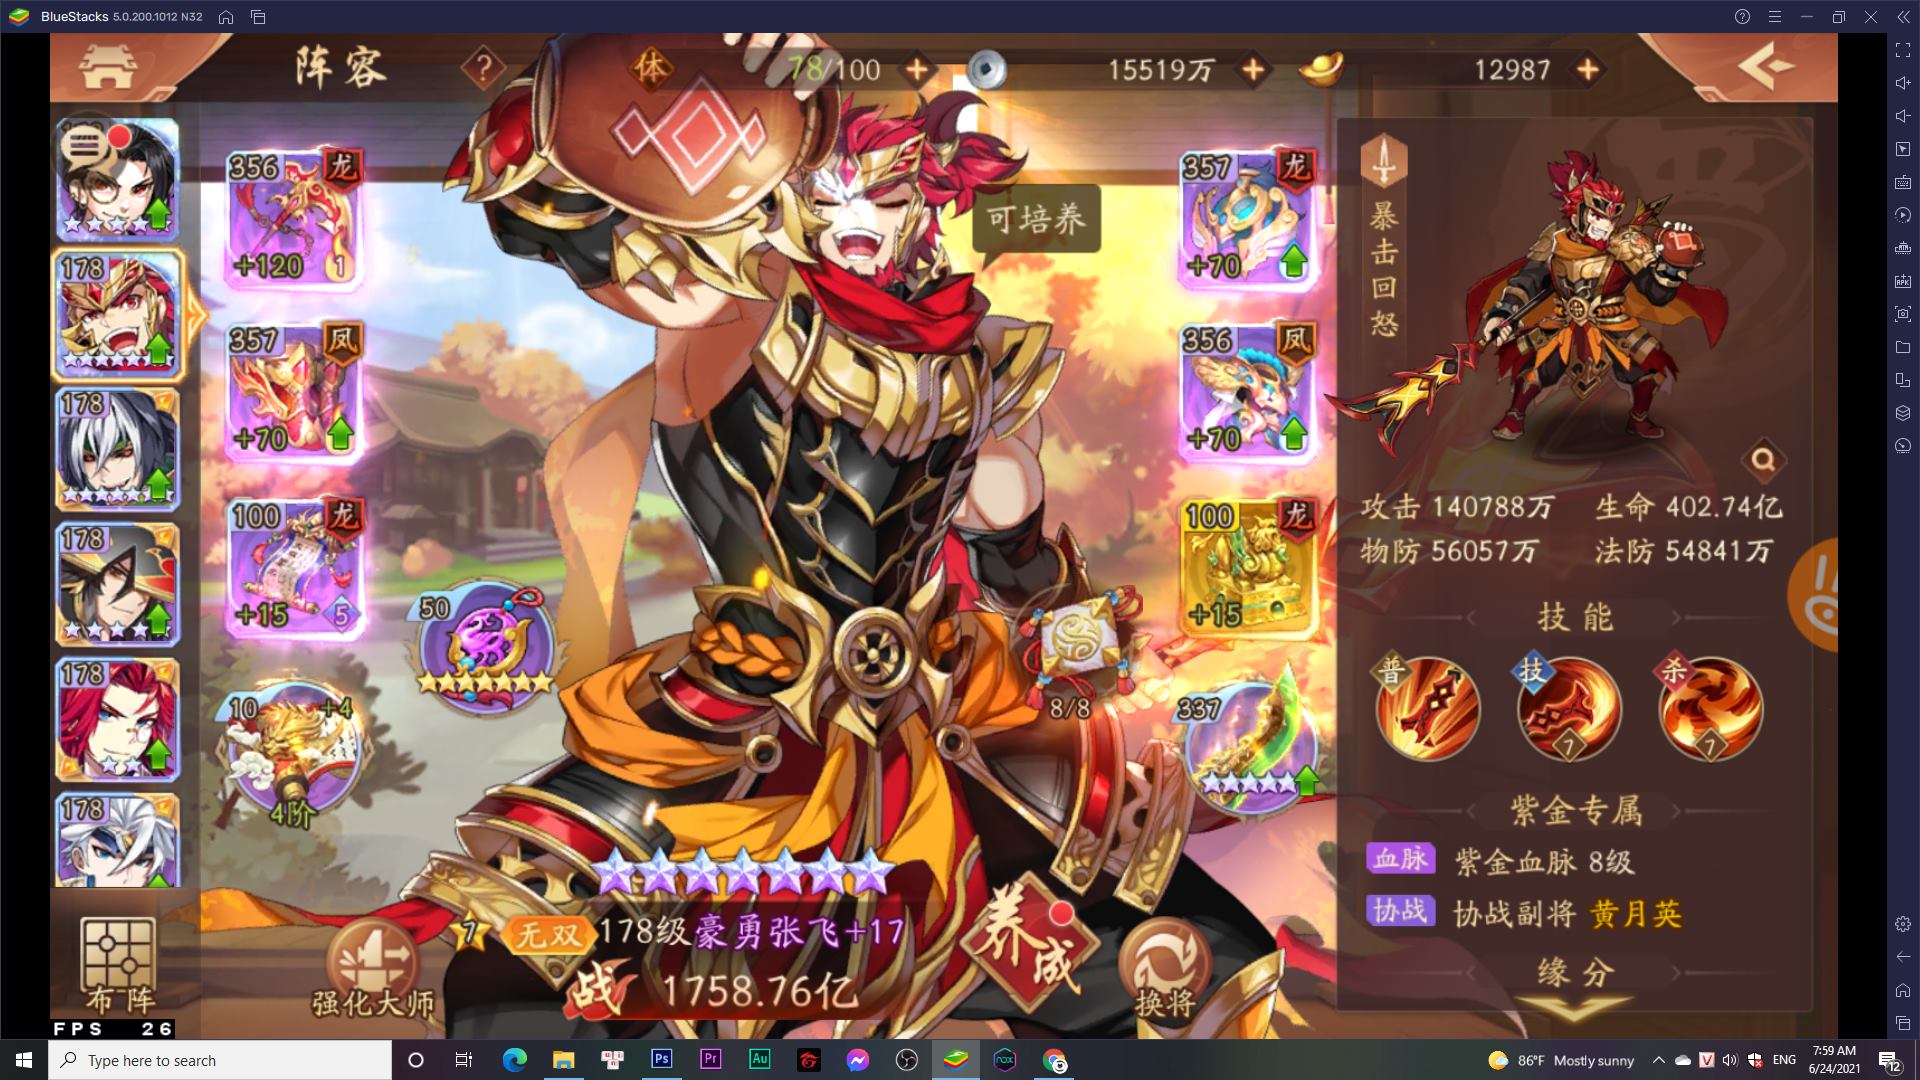 BlueStacks 5.0.200.1012 N32
阵容 ? 体 78/100 15519万 12987
178
178
178
178
178
356 龙
+120 1
357 凤
+70
100 龙
+15 5
10 +4
4阶
50
可培养
357 龙
+70
356 凤
+70
100 龙
+15
8/8
337
暴击回怒
攻击 140788万 生命 402.74亿
物防 56057万 法防 54841万
技能
普 技 杀
7 7
紫金专属
血脉 紫金血脉 8级
协战 协战副将 黄月英
缘分
7 无双 178级豪勇张飞+17
战 1758.76亿
布阵
强化大师
养成
换将
FPS 26
Type here to search
Ps Pr Au
nox
86°F Mostly sunny
V
ENG
7:59 AM
6/24/2021
12